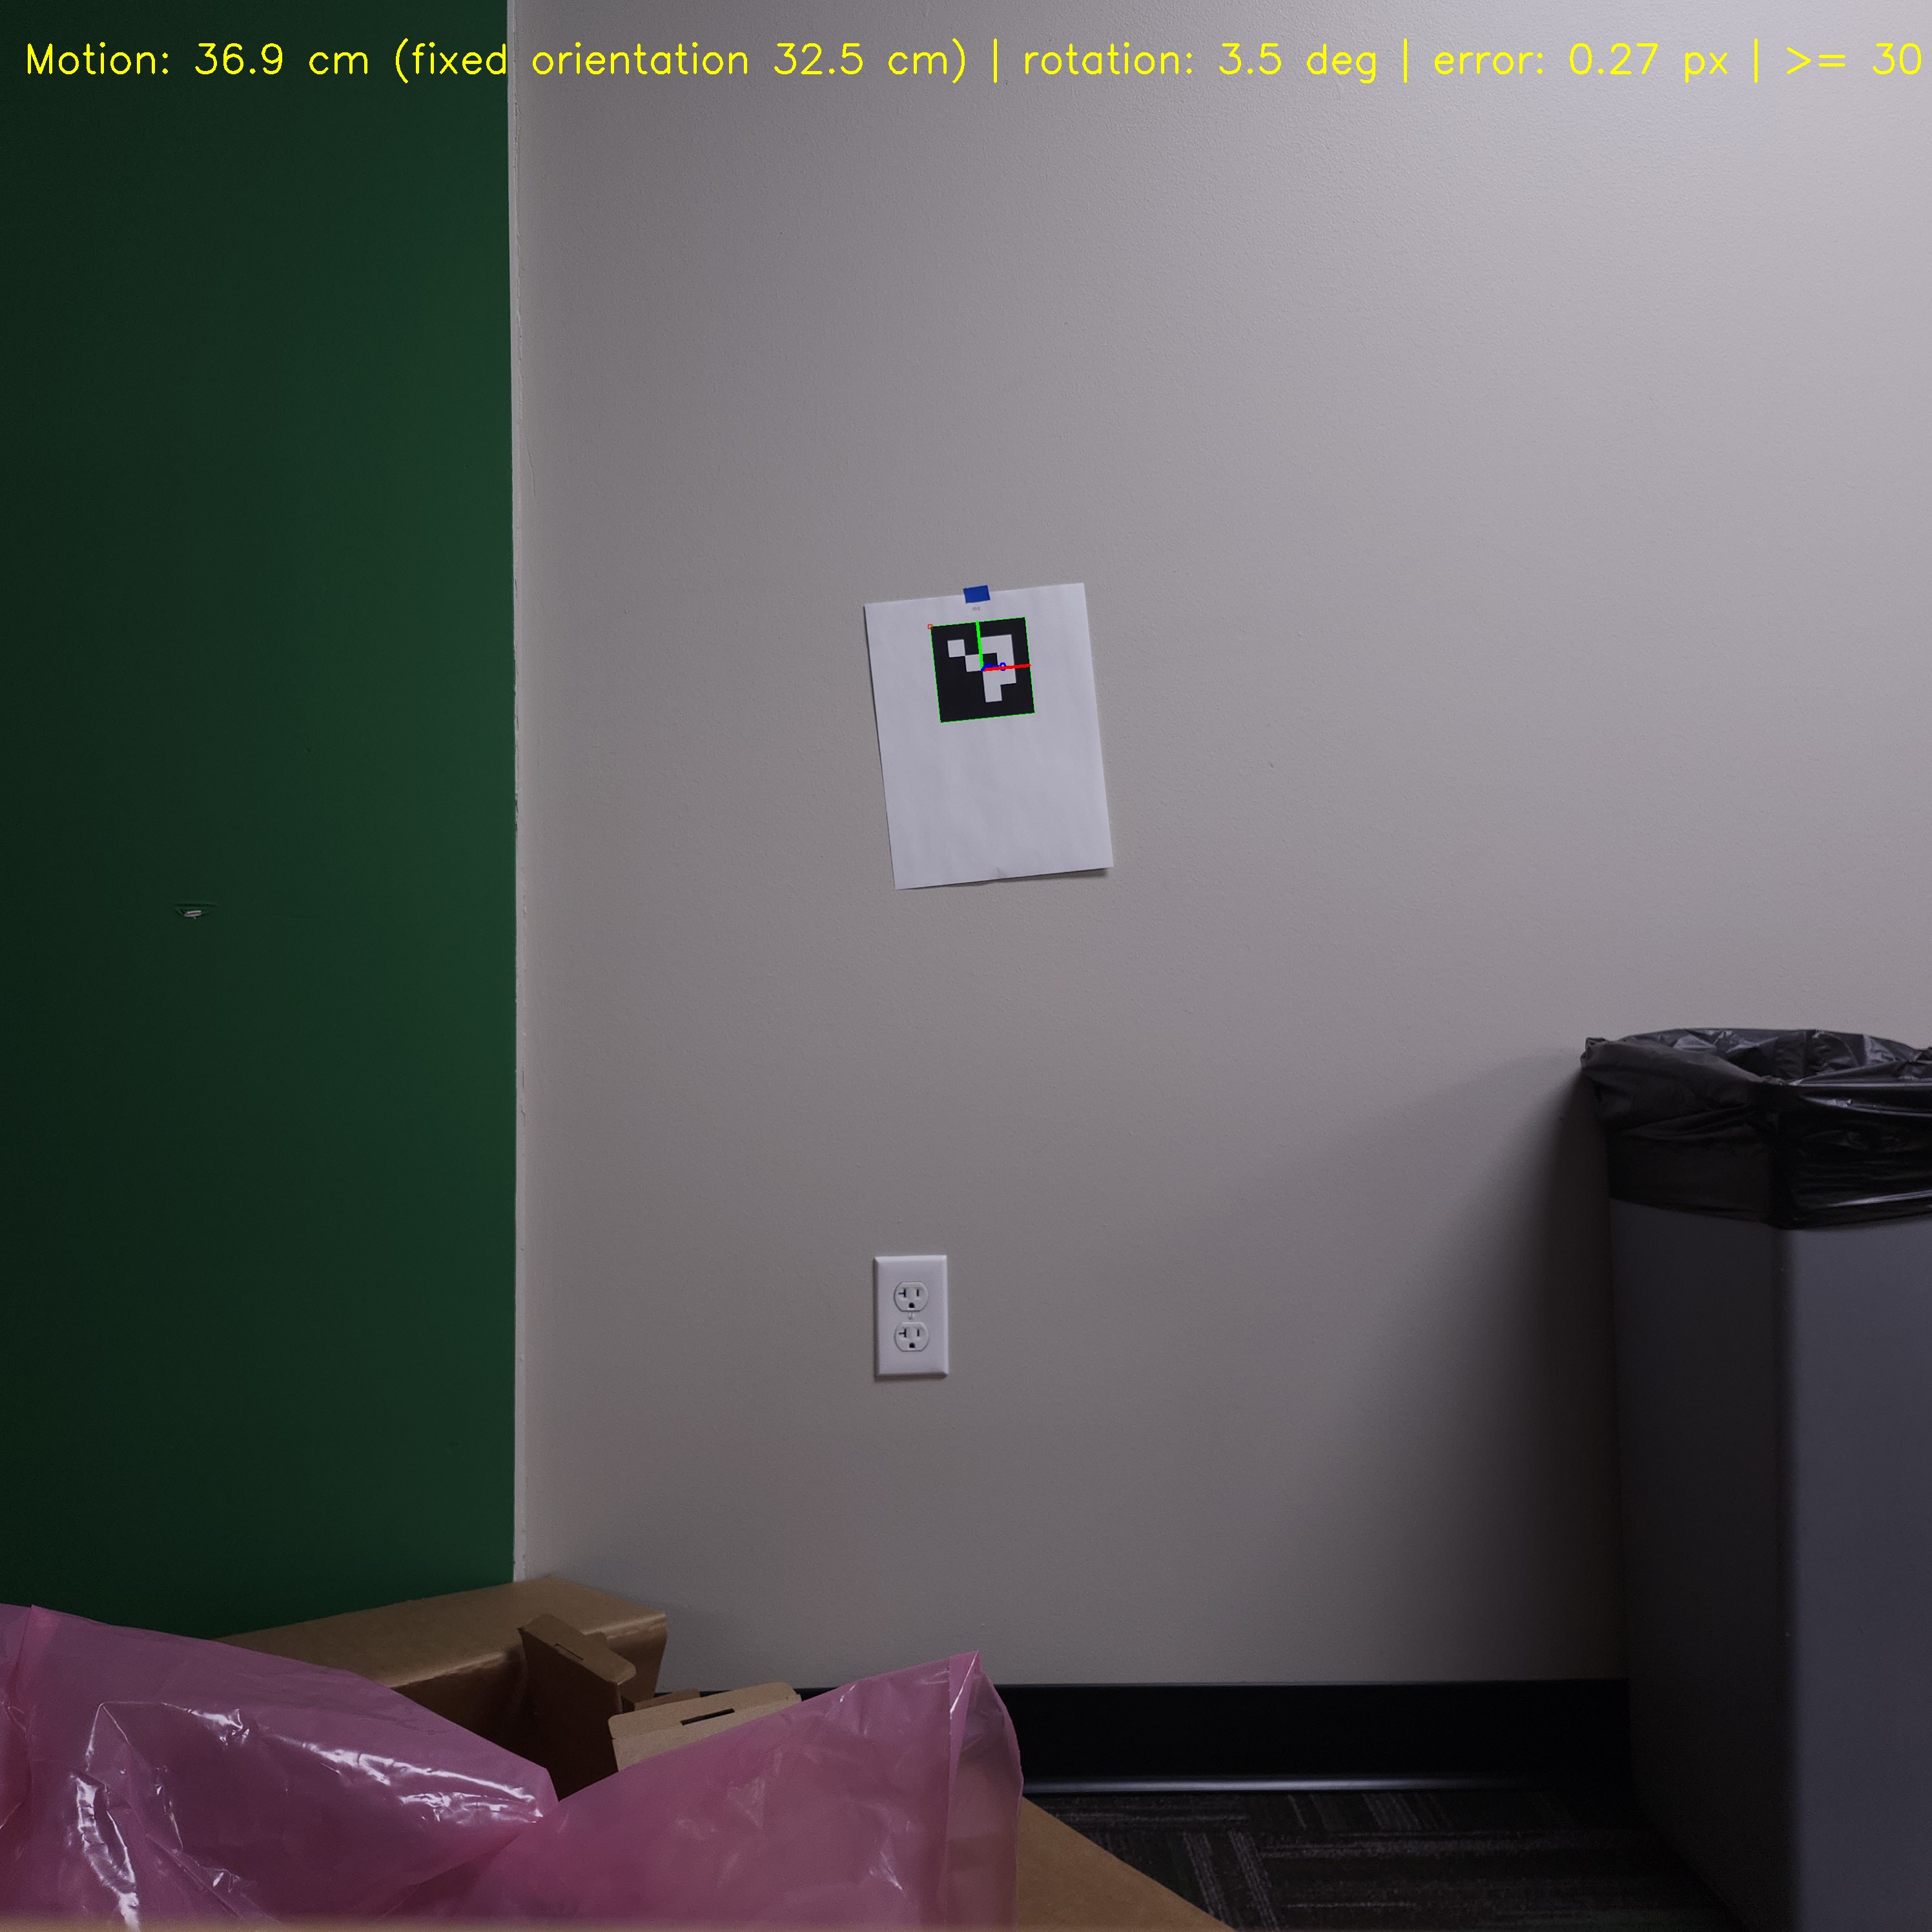 Motion: 36.9 cm (fixed orientation 32.5 cm) | rotation: 3.5 deg | error: 0.27 px | >= 30